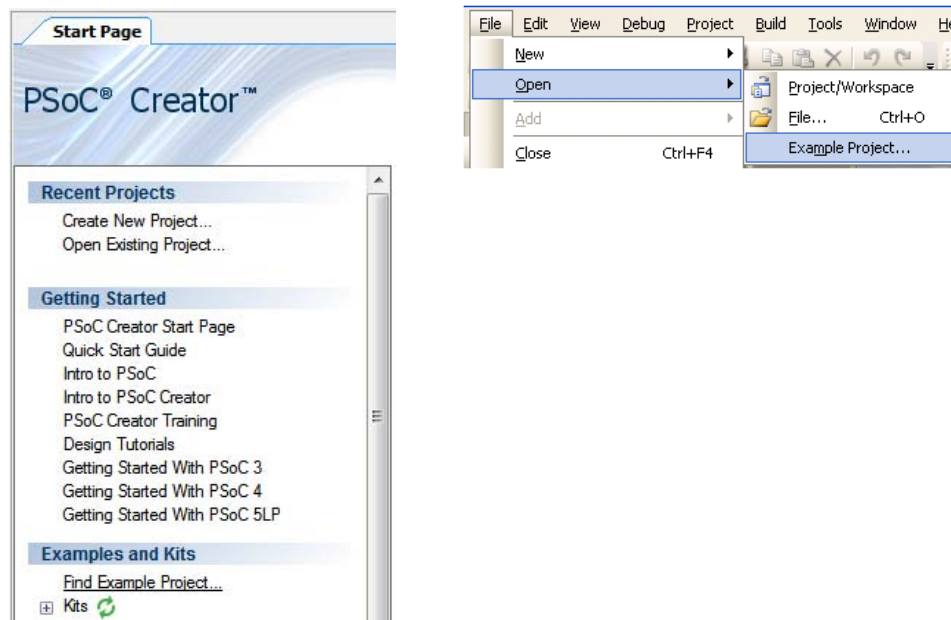 Start Page
PSoC® Creator™
Recent Projects
Create New Project...
Open Existing Project...
Getting Started
PSoC Creator Start Page
Quick Start Guide
Intro to PSoC
Intro to PSoC Creator
PSoC Creator Training
Design Tutorials
Getting Started With PSoC 3
Getting Started With PSoC 4
Getting Started With PSoC 5LP
Examples and Kits
Find Example Project...
Kits
File Edit View Debug Project Build Tools Window He
New
Open
Add
Close Ctrl+F4
Project/Workspace
File... Ctrl+O
Example Project...